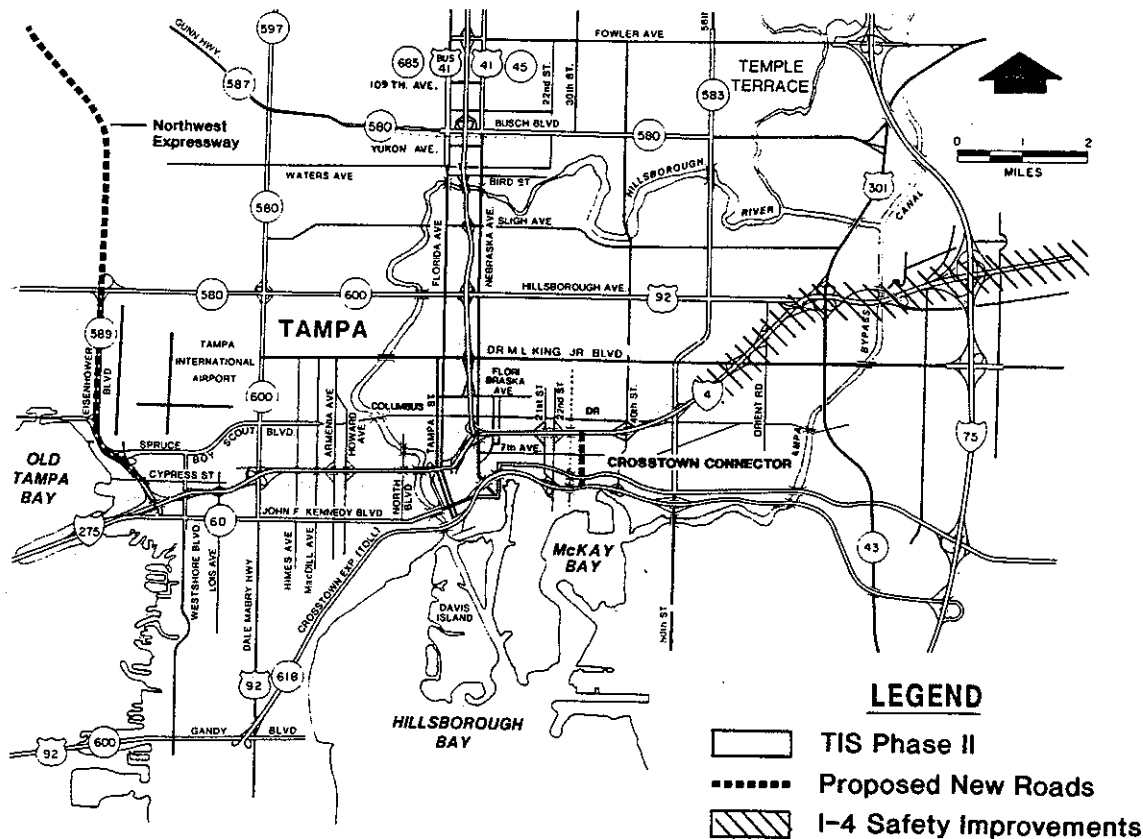 597
GUNN HWY
587
685
BUS 41
41
45
109 TH. AVE.
22nd ST.
30th ST.
FOWLER AVE
583
TEMPLE TERRACE
Northwest Expressway
580
BUSCH BLVD
580
YUKON AVE.
WATERS AVE
BIRD ST
HILLSBOROUGH
RIVER
301
CANAL
0 1 2
MILES
580
SLIGH AVE
FLORIDA AVE
NEBRASKA AVE.
580
600
HILLSBOROUGH AVE.
92
589
EISENHOWER BLVD
TAMPA
TAMPA INTERNATIONAL AIRPORT
DR M L KING JR BLVD
BYPASS
600
FLORI BRASKA AVE
4
ORIENT RD
75
COLUMBUS
DR
ARMENIA AVE
HOWARD AVE.
TAMPA ST
21st ST
22nd ST
40th ST.
SPRUCE
BOY SCOUT BLVD
7th AVE
CROSSTOWN CONNECTOR
OLD TAMPA BAY
CYPRESS ST
NORTH BLVD
60
JOHN F KENNEDY BLVD
275
WESTSHORE BLVD
LOIS AVE
DALE MABRY HWY
HIMES AVE
MacDILL AVE
CROSSTOWN EXP. (TOLL)
McKAY BAY
43
DAVIS ISLAND
92
618
HILLSBOROUGH BAY
92
600
GANDY BLVD
LEGEND
TIS Phase II
Proposed New Roads
I-4 Safety Improvements